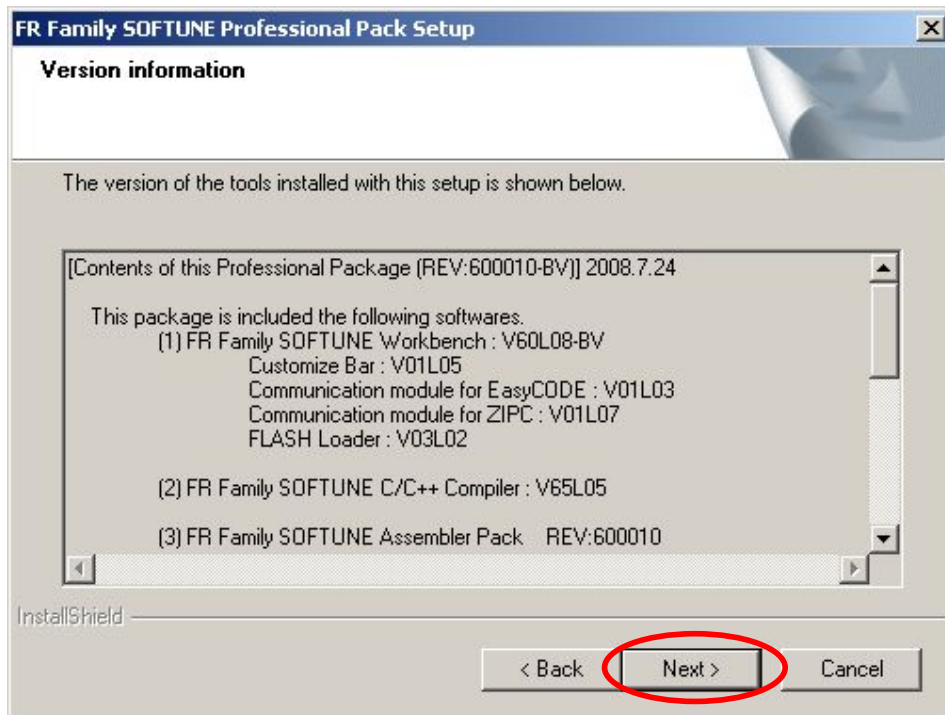 FR Family SOFTUNE Professional Pack Setup
Version information
The version of the tools installed with this setup is shown below.
[Contents of this Professional Package (REV:600010-BV)] 2008.7.24
This package is included the following softwares.
(1) FR Family SOFTUNE Workbench : V60L08-BV
Customize Bar : V01L05
Communication module for EasyCODE : V01L03
Communication module for ZIPC : V01L07
FLASH Loader : V03L02
(2) FR Family SOFTUNE C/C++ Compiler : V65L05
(3) FR Family SOFTUNE Assembler Pack REV:600010
InstallShield
< Back Next > Cancel